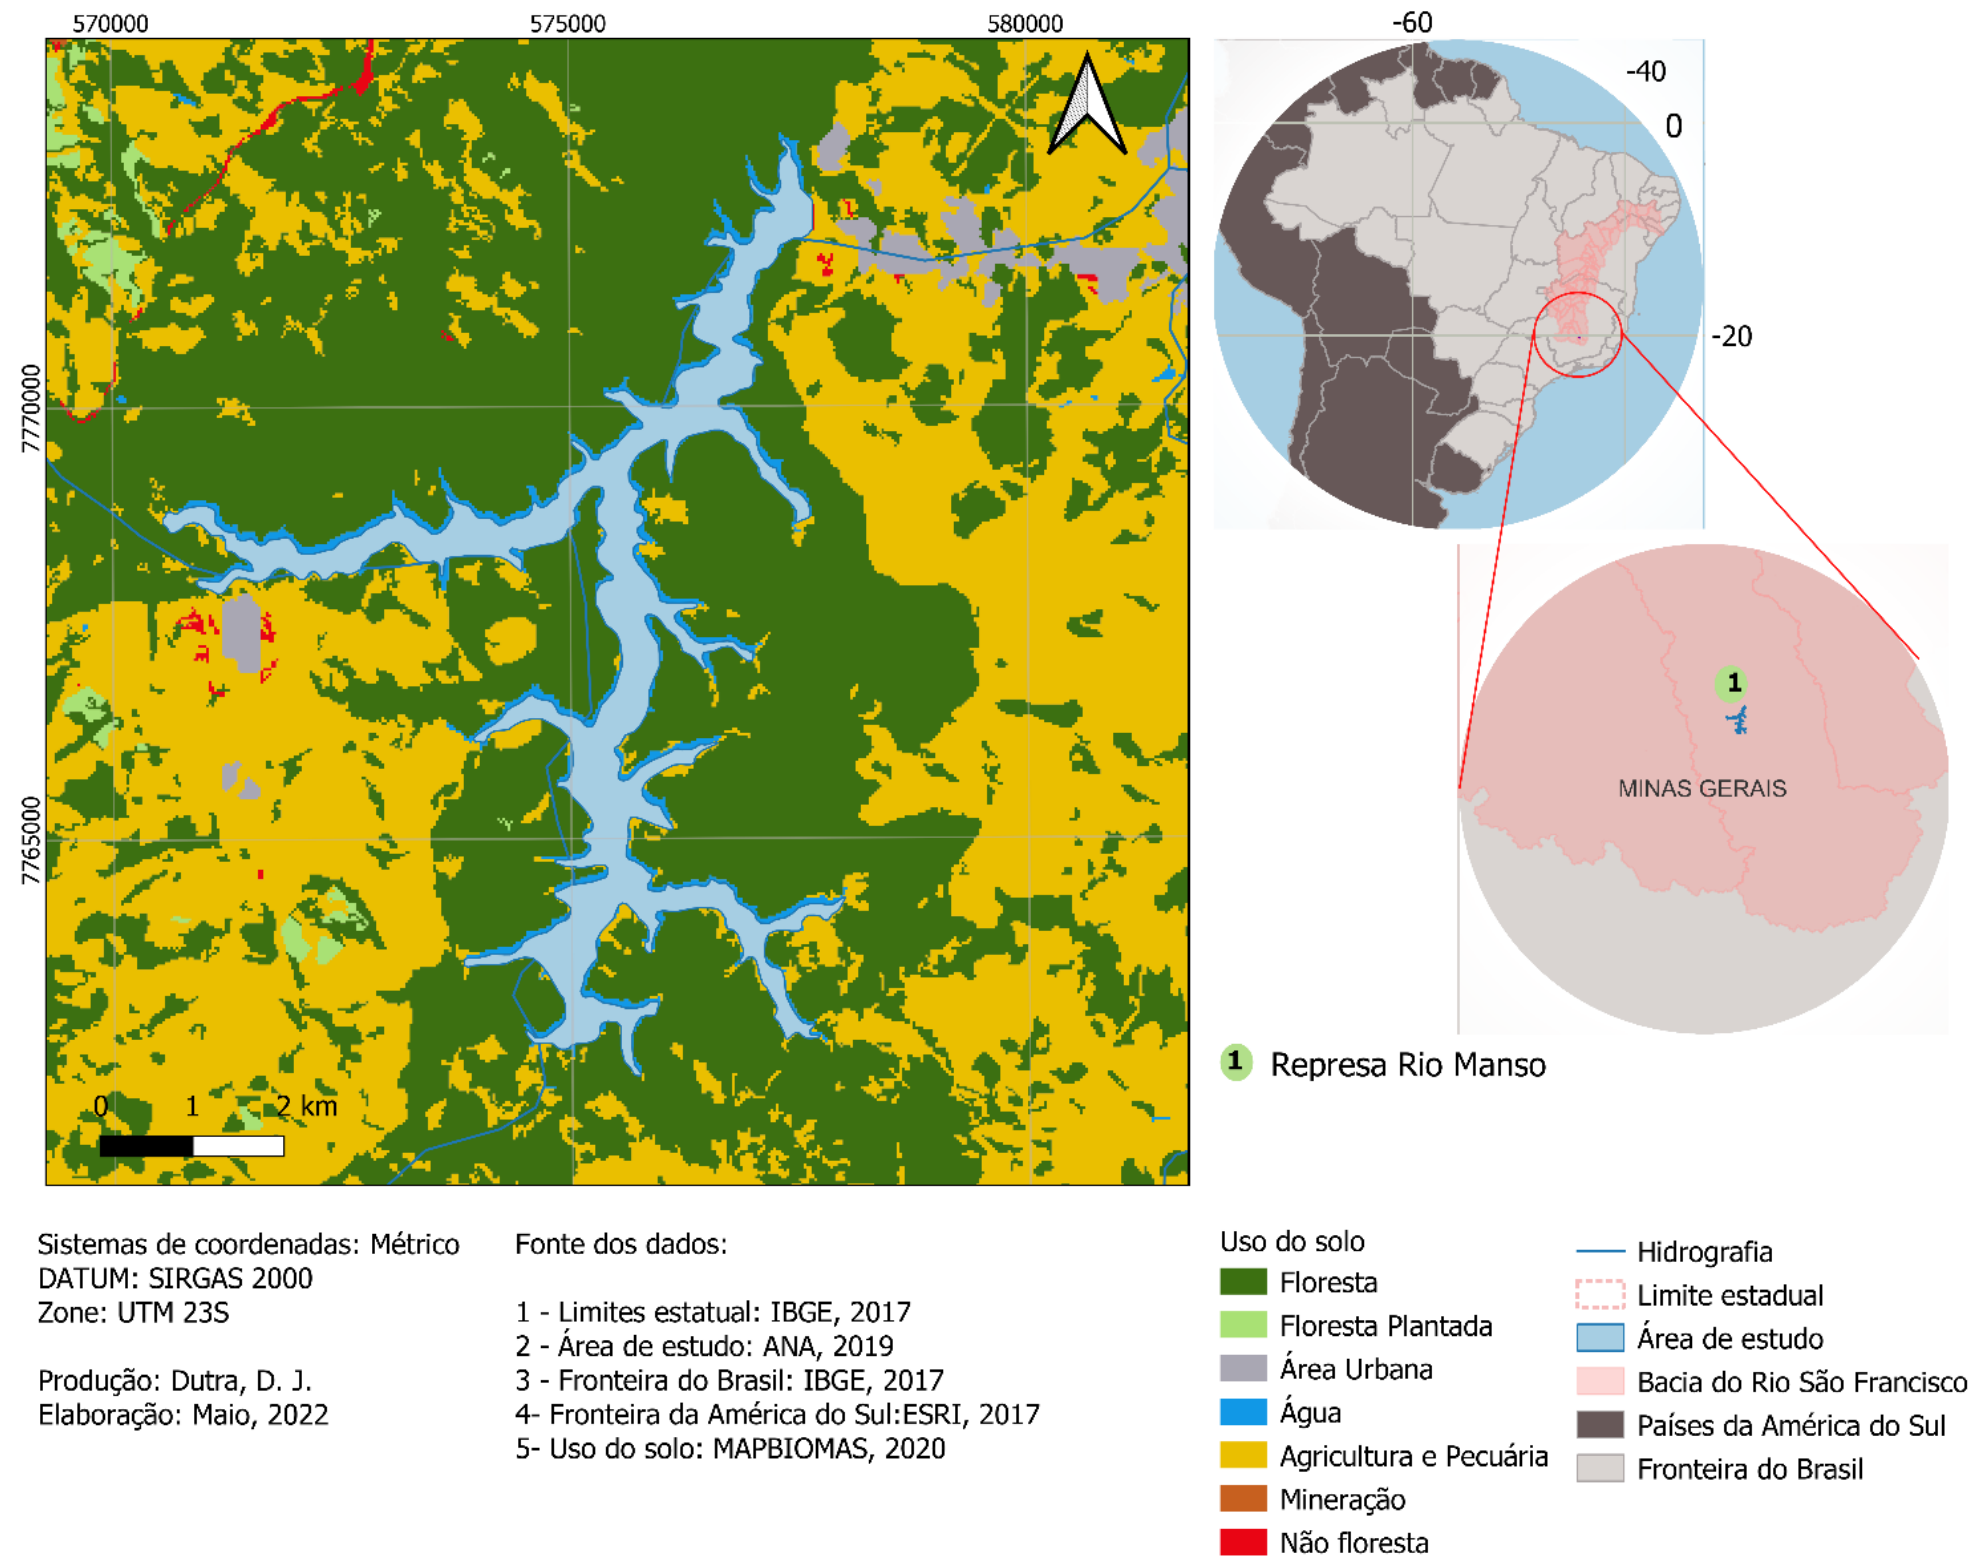 570000
575000
580000
7770000
7765000
0 1 2 km
-60
-40
0
-20
1
MINAS GERAIS
1 Represa Rio Manso
Sistemas de coordenadas: Métrico
DATUM: SIRGAS 2000
Zone: UTM 23S
Produção: Dutra, D. J.
Elaboração: Maio, 2022
Fonte dos dados:
1 - Limites estatual: IBGE, 2017
2 - Área de estudo: ANA, 2019
3 - Fronteira do Brasil: IBGE, 2017
4- Fronteira da América do Sul:ESRI, 2017
5- Uso do solo: MAPBIOMAS, 2020
Uso do solo
Floresta
Floresta Plantada
Área Urbana
Água
Agricultura e Pecuária
Mineração
Não floresta
Hidrografia
Limite estadual
Área de estudo
Bacia do Rio São Francisco
Países da América do Sul
Fronteira do Brasil